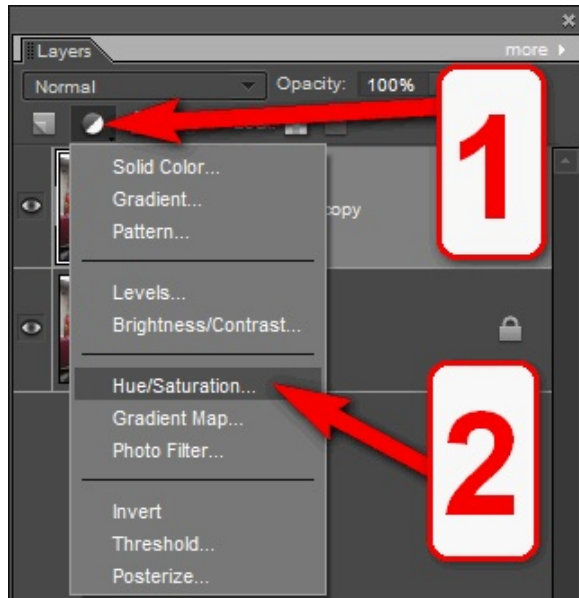 Layers
more
Normal
Opacity: 100%
1
Solid Color...
Gradient...
copy
Pattern...
Levels...
Brightness/Contrast...
Hue/Saturation...
Gradient Map...
Photo Filter...
2
Invert
Threshold...
Posterize...